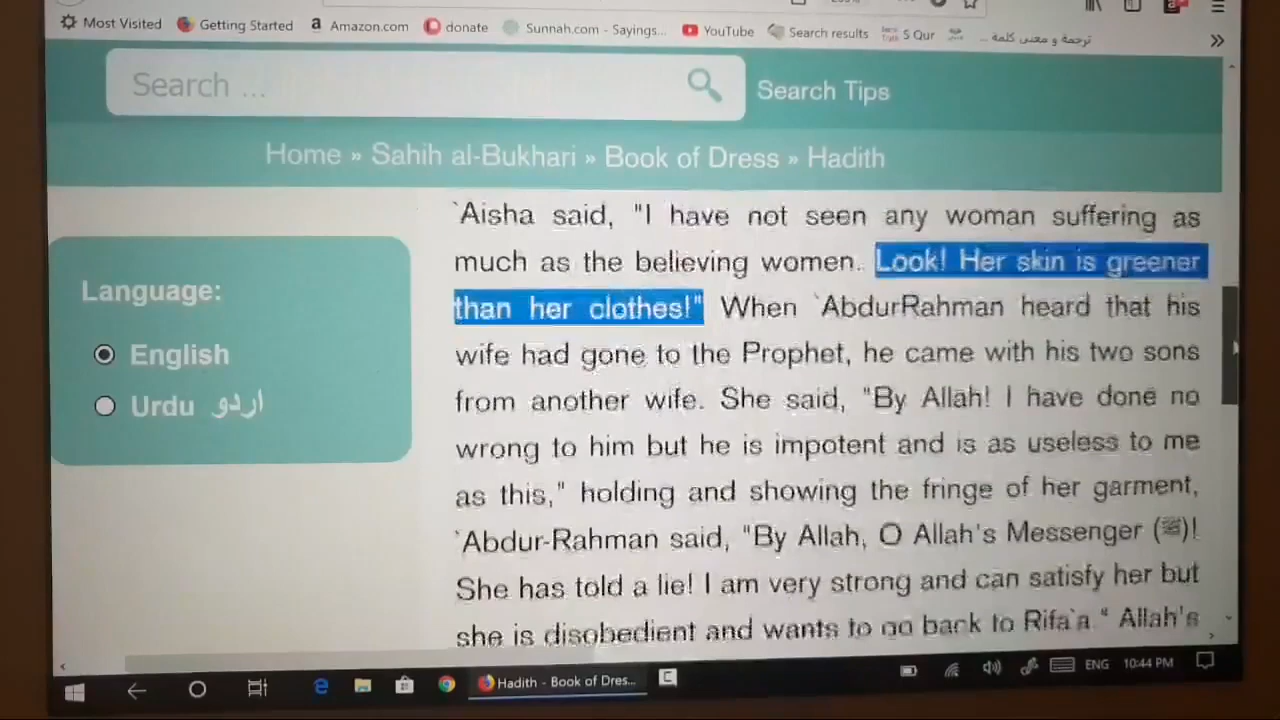 Most Visited Getting Started Amazon.com donate Sunnah.com - Sayings... YouTube Search results S Qur ترجمة و معنى كلمة ...
Search ... Search Tips
Home » Sahih al-Bukhari » Book of Dress » Hadith
`Aisha said, "I have not seen any woman suffering as
much as the believing women. Look! Her skin is greener
than her clothes!" When `AbdurRahman heard that his
wife had gone to the Prophet, he came with his two sons
from another wife. She said, "By Allah! I have done no
wrong to him but he is impotent and is as useless to me
as this," holding and showing the fringe of her garment,
`Abdur-Rahman said, "By Allah, O Allah's Messenger (ﷺ)!
She has told a lie! I am very strong and can satisfy her but
she is disobedient and wants to go back to Rifa`a." Allah's
Language:
English
Urdu اردو
Hadith - Book of Dres...
ENG 10:44 PM